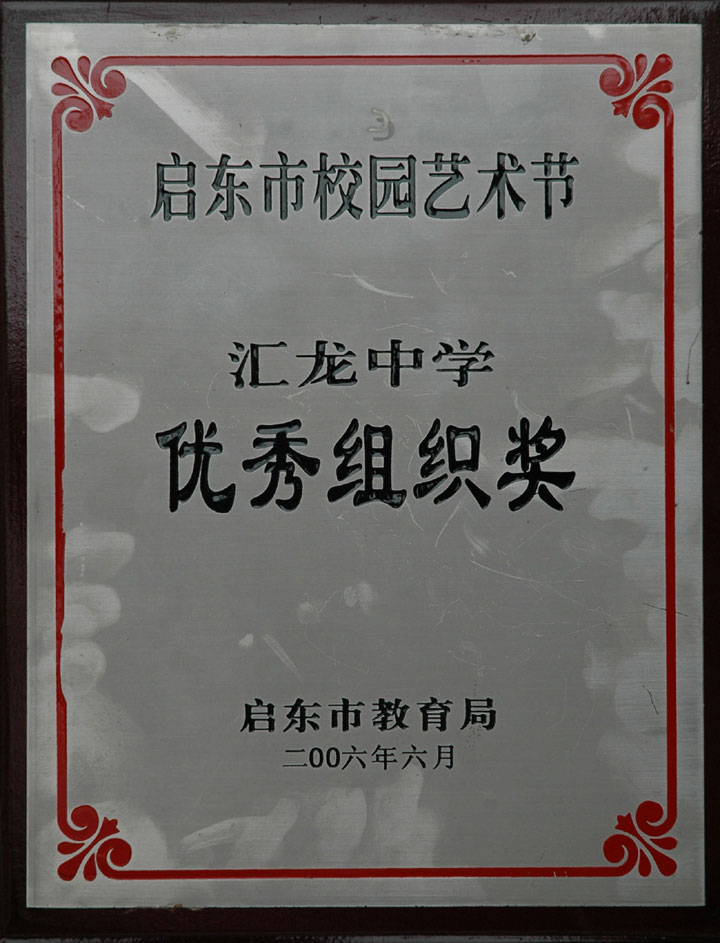 启东市校园艺术节
汇龙中学
优秀组织奖
启东市教育局
二00六年六月